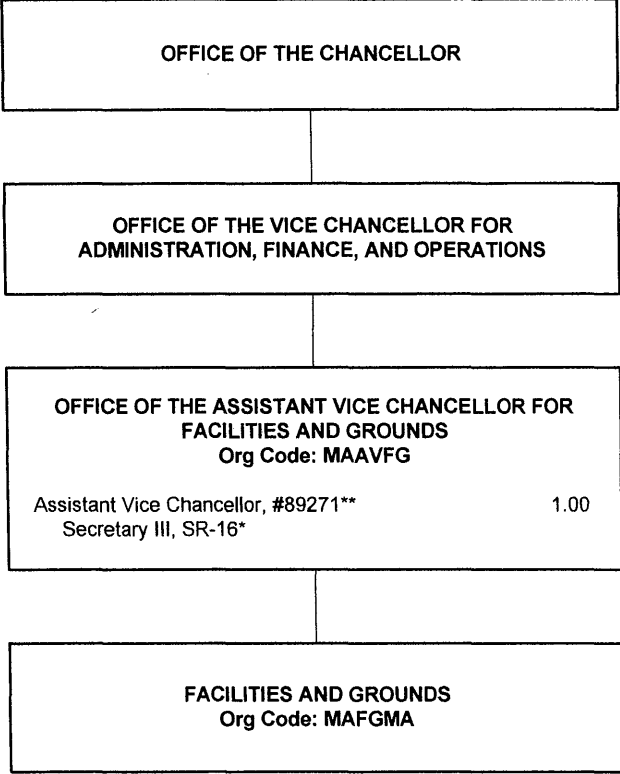 OFFICE OF THE CHANCELLOR
OFFICE OF THE VICE CHANCELLOR FOR
ADMINISTRATION, FINANCE, AND OPERATIONS
OFFICE OF THE ASSISTANT VICE CHANCELLOR FOR
FACILITIES AND GROUNDS
Org Code: MAAVFG
Assistant Vice Chancellor, #89271** 1.00
Secretary III, SR-16*
FACILITIES AND GROUNDS
Org Code: MAFGMA